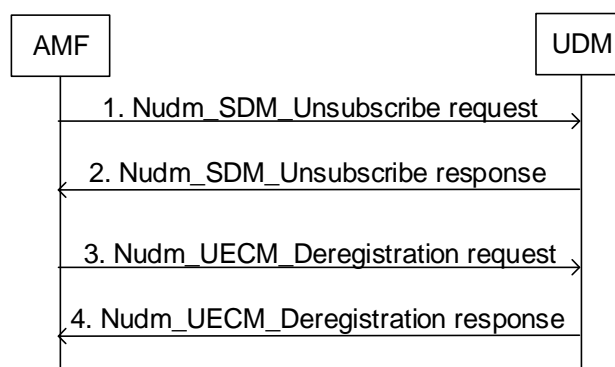 AMF
UDM
1. Nudm_SDM_Unsubscribe request
2. Nudm_SDM_Unsubscribe response
3. Nudm_UECM_Deregistration request
4. Nudm_UECM_Deregistration response